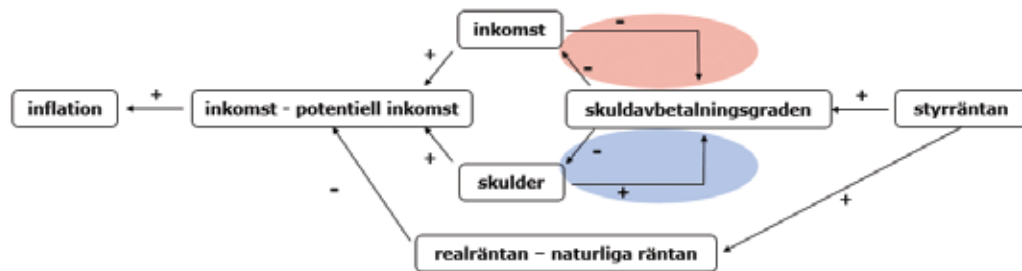 inkomst
-
+
-
inflation
+
inkomst - potentiell inkomst
skuldavbetalningsgraden
+
styrräntan
+
-
skulder
+
-
+
realräntan – naturliga räntan